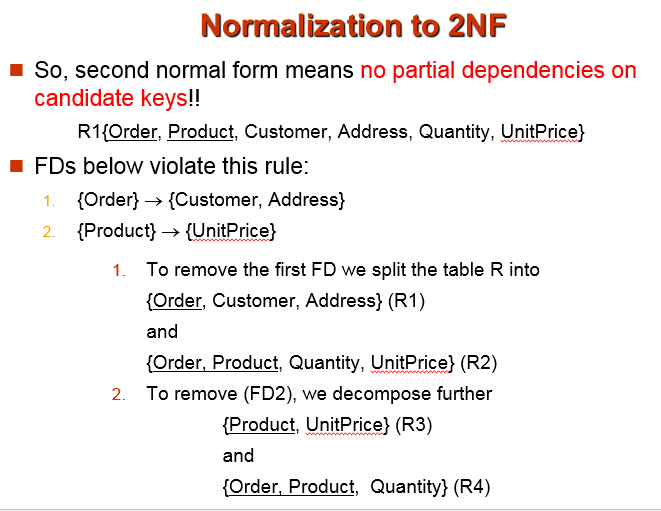 Normalization to 2NF
So, second normal form means no partial dependencies on
candidate keys!!
R1{Order, Product, Customer, Address, Quantity, UnitPrice}
FDs below violate this rule:
1. {Order} → {Customer, Address}
2. {Product} → {UnitPrice}
1. To remove the first FD we split the table R into
{Order, Customer, Address} (R1)
and
{Order, Product, Quantity, UnitPrice} (R2)
2. To remove (FD2), we decompose further
{Product, UnitPrice} (R3)
and
{Order, Product, Quantity} (R4)